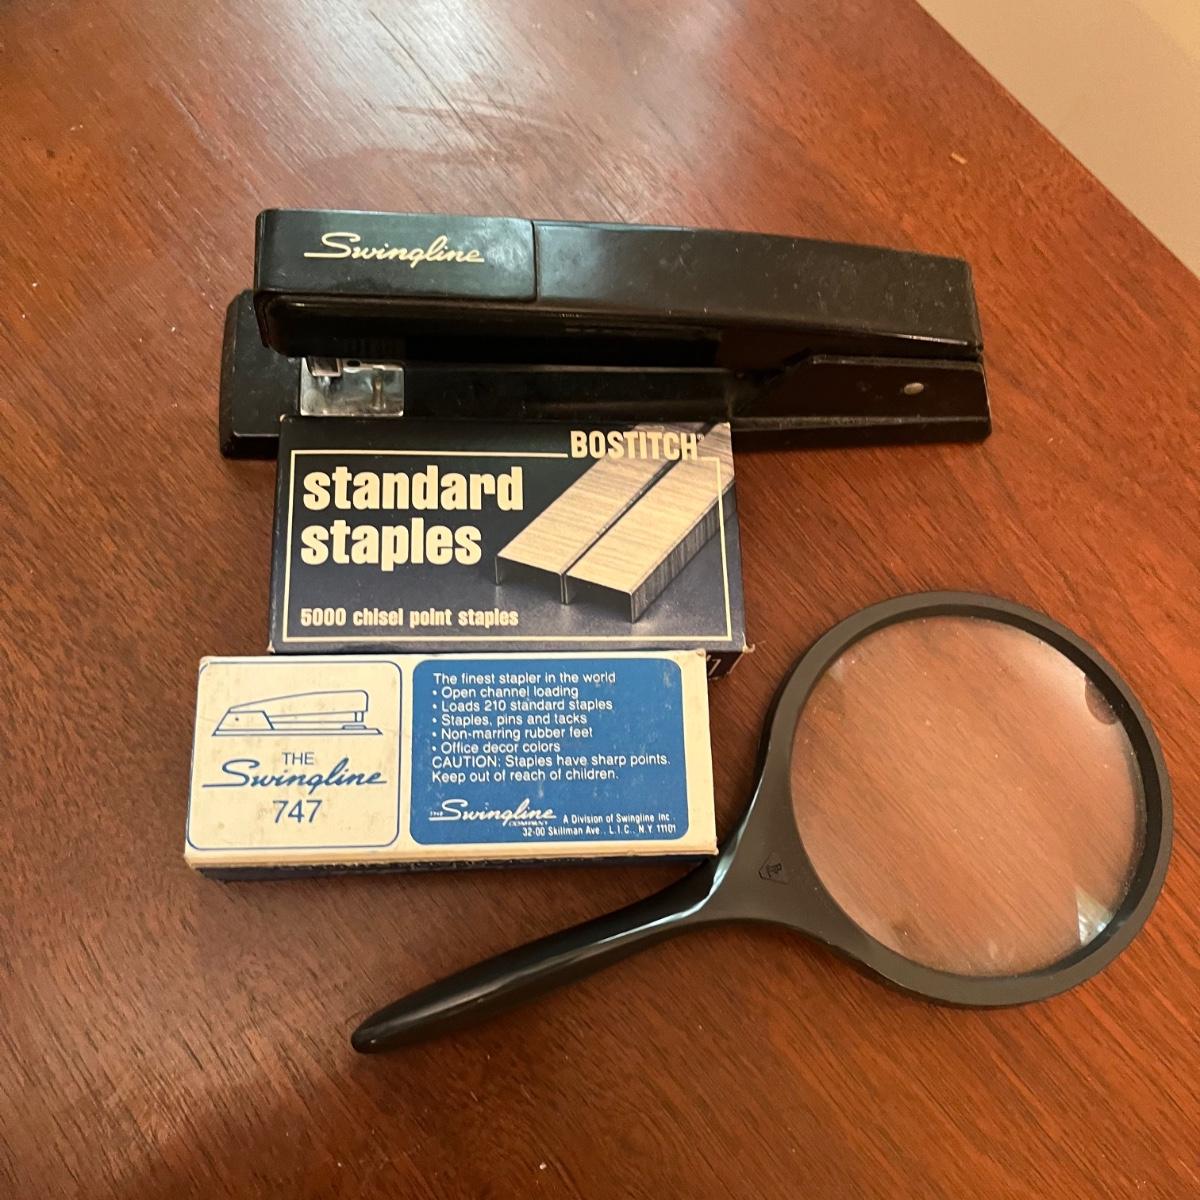 Swingline
BOSTITCH®
standard
staples
5000 chisel point staples
THE
Swingline
747
The finest stapler in the world
• Open channel loading
• Loads 210 standard staples
• Staples, pins and tacks
• Non-marring rubber feet
• Office decor colors
CAUTION: Staples have sharp points.
Keep out of reach of children.
THE Swingline
COMPANY
A Division of Swingline Inc.
32-00 Skillman Ave., L.I.C., N.Y. 11101